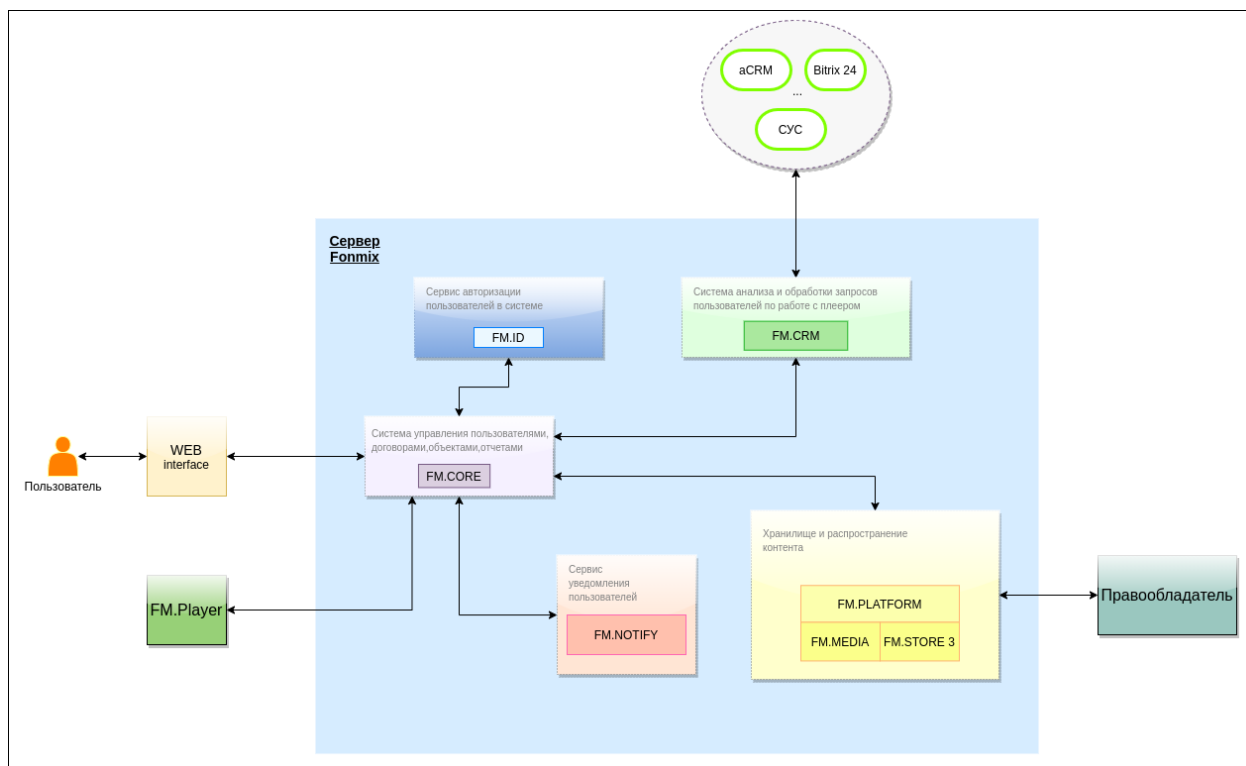 aCRM
Bitrix 24
...
СУС
Сервер
Fonmix
Сервис авторизации
пользователей в системе
FM.ID
Система анализа и обработки запросов
пользователей по работе с плеером
FM.CRM
Система управления пользователями,
договорами,объектами,отчетами
FM.CORE
WEB
interface
Пользователь
FM.Player
Сервис
уведомления
пользователей
FM.NOTIFY
Хранилище и распространение
контента
FM.PLATFORM
FM.MEDIA
FM.STORE 3
Правообладатель